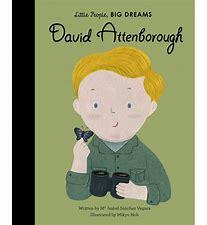 Little People, BIG DREAMS
David Attenborough
Written by Mª Isabel Sánchez Vegara
Illustrated by Mikyo Noh